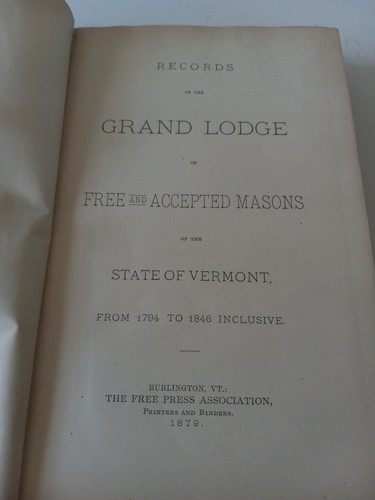 RECORDS
OF THE
GRAND LODGE
OF
FREE AND ACCEPTED MASONS
OF THE
STATE OF VERMONT,
FROM 1794 TO 1846 INCLUSIVE.
BURLINGTON, VT.:
THE FREE PRESS ASSOCIATION,
PRINTERS AND BINDERS.
1879.